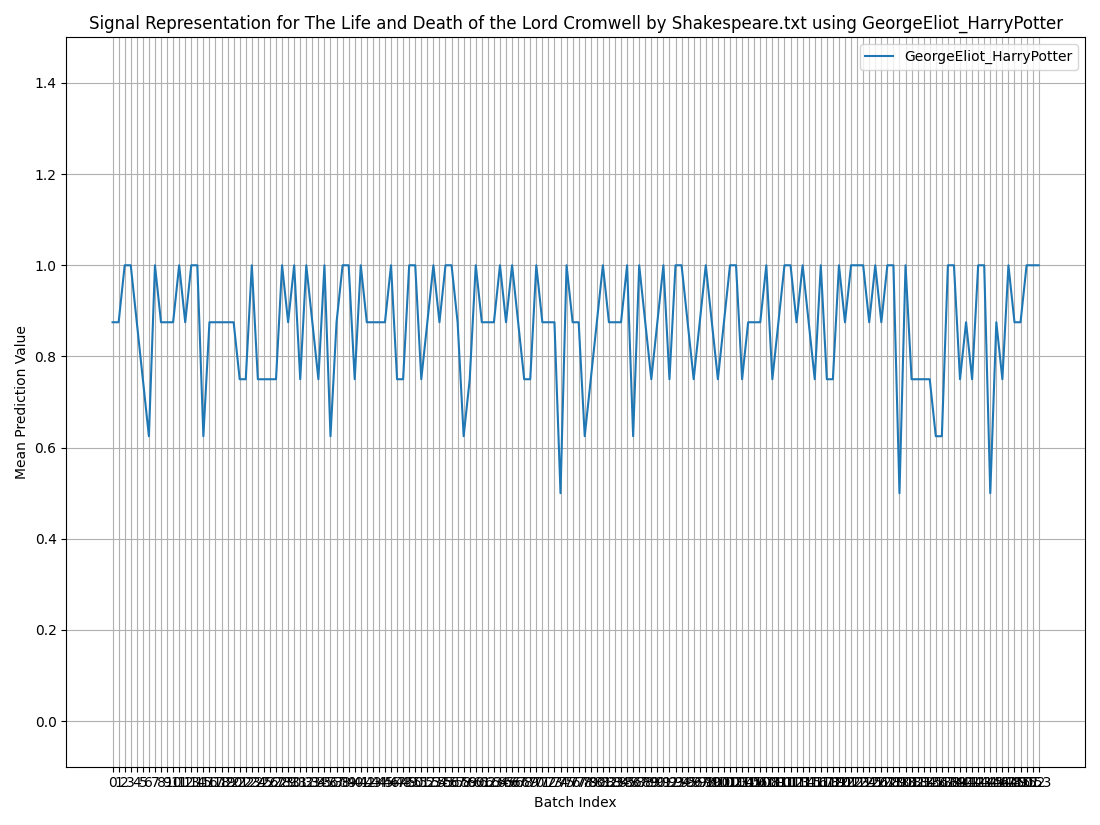 Signal Representation for The Life and Death of the Lord Cromwell by Shakespeare.txt using GeorgeEliot_HarryPotter
GeorgeEliot_HarryPotter
1.4
1.2
1.0
0.8
0.6
0.4
0.2
0.0
Mean Prediction Value
Batch Index